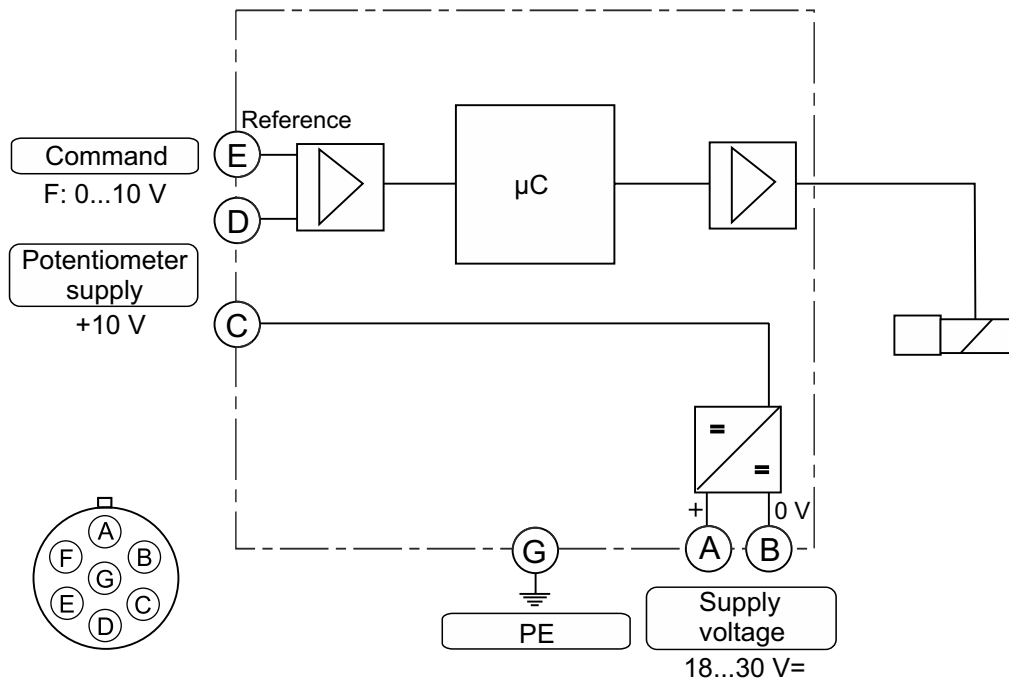 Reference
E
Command
F: 0...10 V
D
µC
Potentiometer
supply
+10 V
C
=
=
+
0 V
A
B
G
PE
Supply
voltage
18...30 V=
A
F
B
G
E
C
D